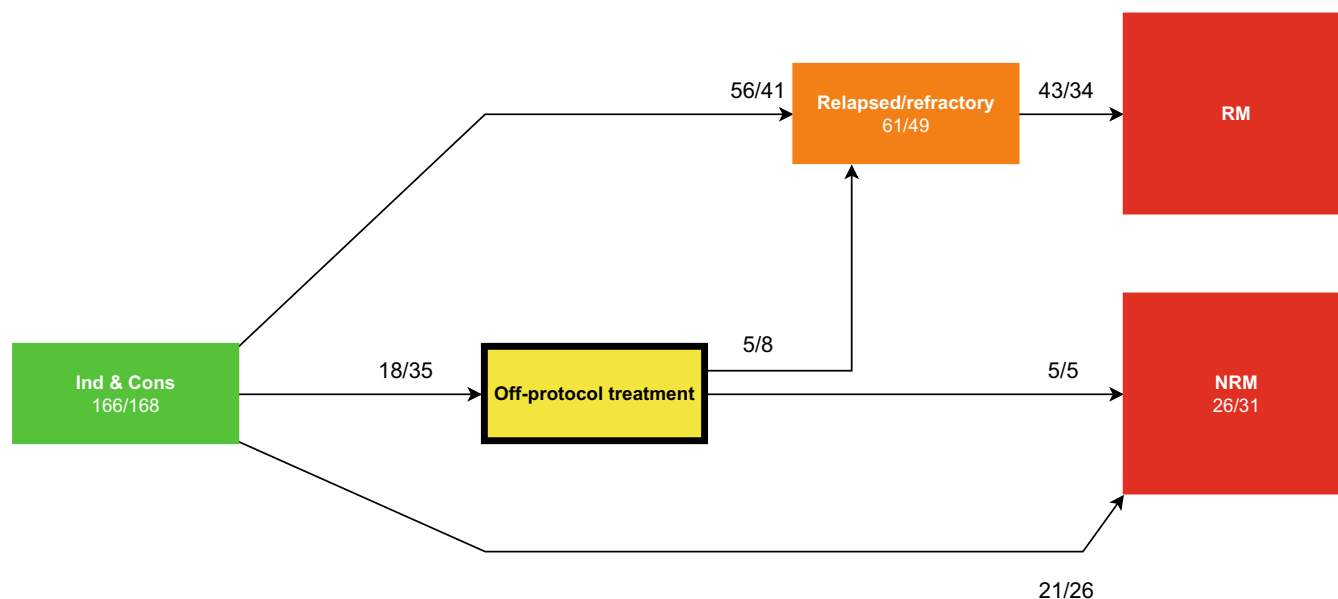 56/41
Relapsed/refractory
61/49
43/34
RM
Ind & Cons
166/168
18/35
Off-protocol treatment
5/8
5/5
NRM
26/31
21/26